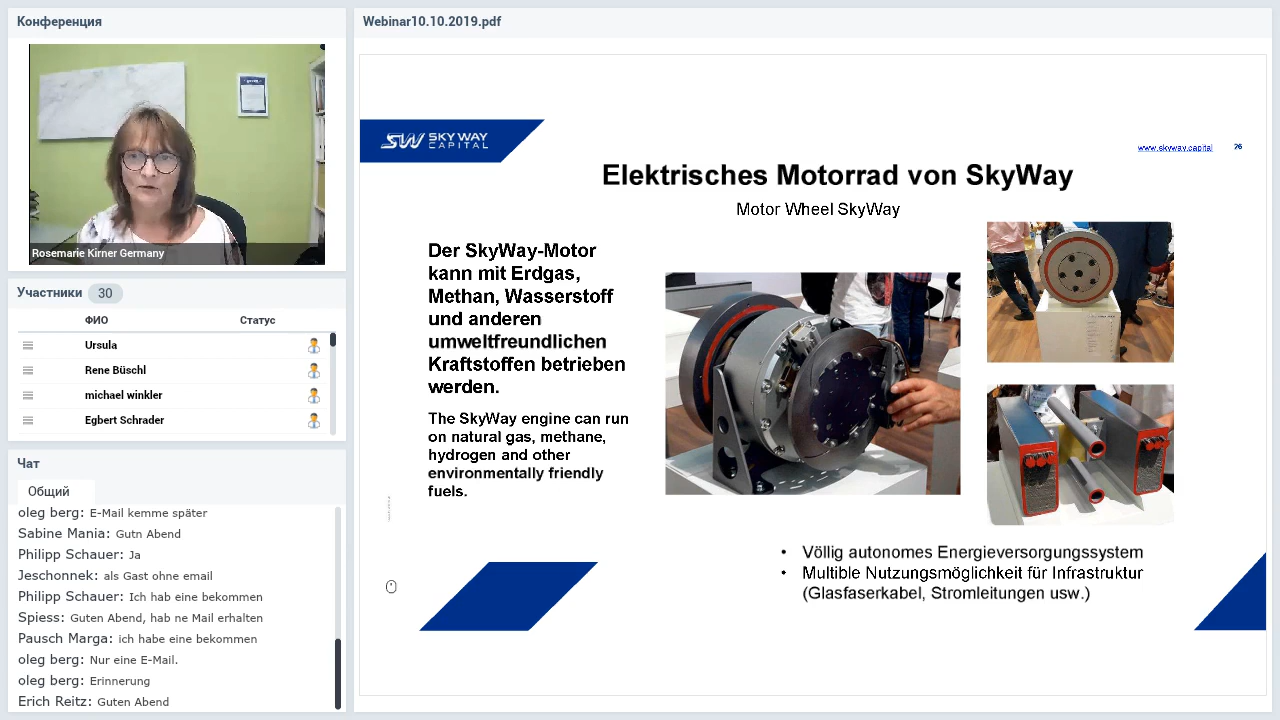 Конференция
Rosemarie Kirner Germany
Участники 30
ФИО Статус
Ursula
Rene Büschl
michael winkler
Egbert Schrader
Чат
Общий
oleg berg: E-Mail kemme später
Sabine Mania: Gutn Abend
Philipp Schauer: Ja
Jeschonnek: als Gast ohne email
Philipp Schauer: Ich hab eine bekommen
Spiess: Guten Abend, hab ne Mail erhalten
Pausch Marga: ich habe eine bekommen
oleg berg: Nur eine E-Mail.
oleg berg: Erinnerung
Erich Reitz: Guten Abend
Webinar10.10.2019.pdf
SW SKY WAY
CAPITAL
www.skyway.capital 26
Elektrisches Motorrad von SkyWay
Motor Wheel SkyWay
Der SkyWay-Motor
kann mit Erdgas,
Methan, Wasserstoff
und anderen
umweltfreundlichen
Kraftstoffen betrieben
werden.
The SkyWay engine can run
on natural gas, methane,
hydrogen and other
environmentally friendly
fuels.
• Völlig autonomes Energieversorgungssystem
• Multible Nutzungsmöglichkeit für Infrastruktur
(Glasfaserkabel, Stromleitungen usw.)